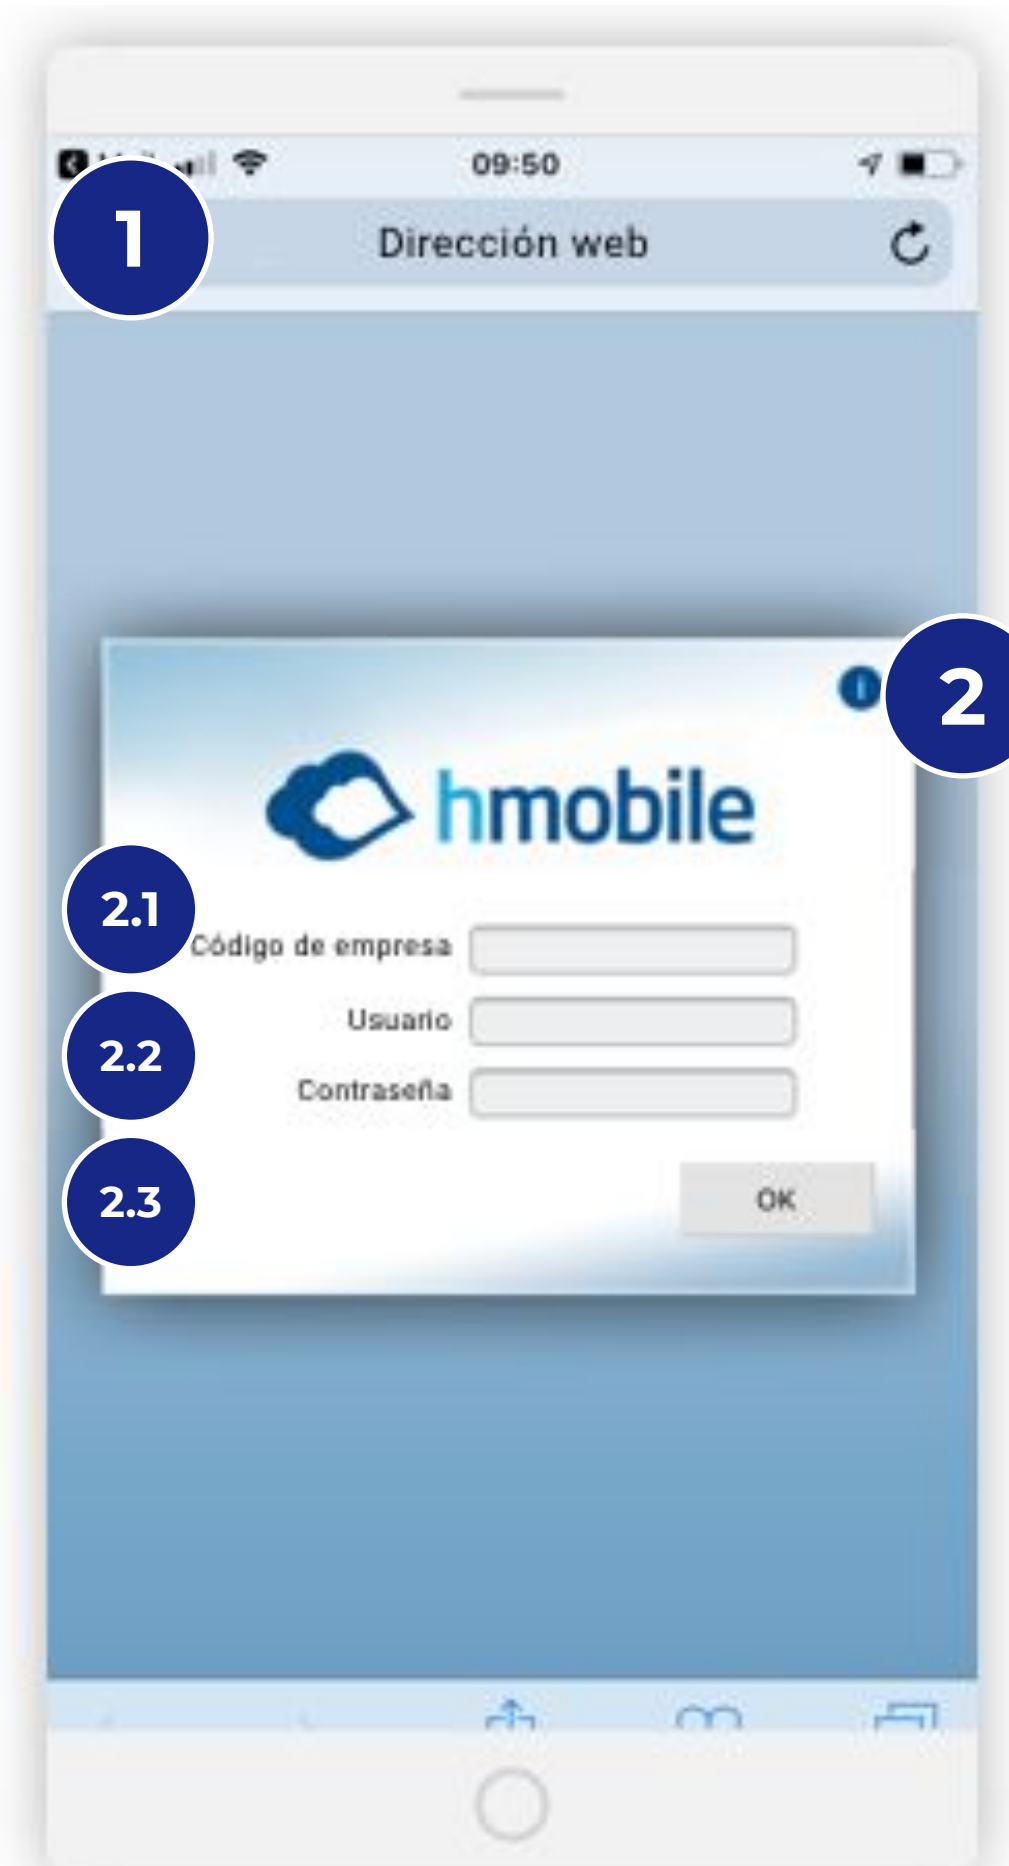 09:50
1
Dirección web
2
hmobile
2.1
Código de empresa
Usuario
2.2
Contraseña
2.3
OK